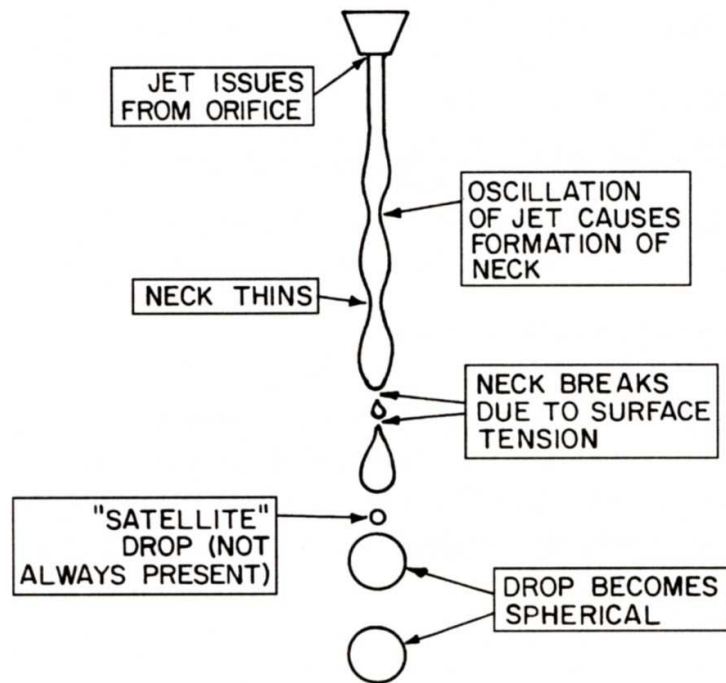 JET ISSUES
FROM ORIFICE
OSCILLATION
OF JET CAUSES
FORMATION OF
NECK
NECK THINS
NECK BREAKS
DUE TO SURFACE
TENSION
"SATELLITE"
DROP (NOT
ALWAYS PRESENT)
DROP BECOMES
SPHERICAL